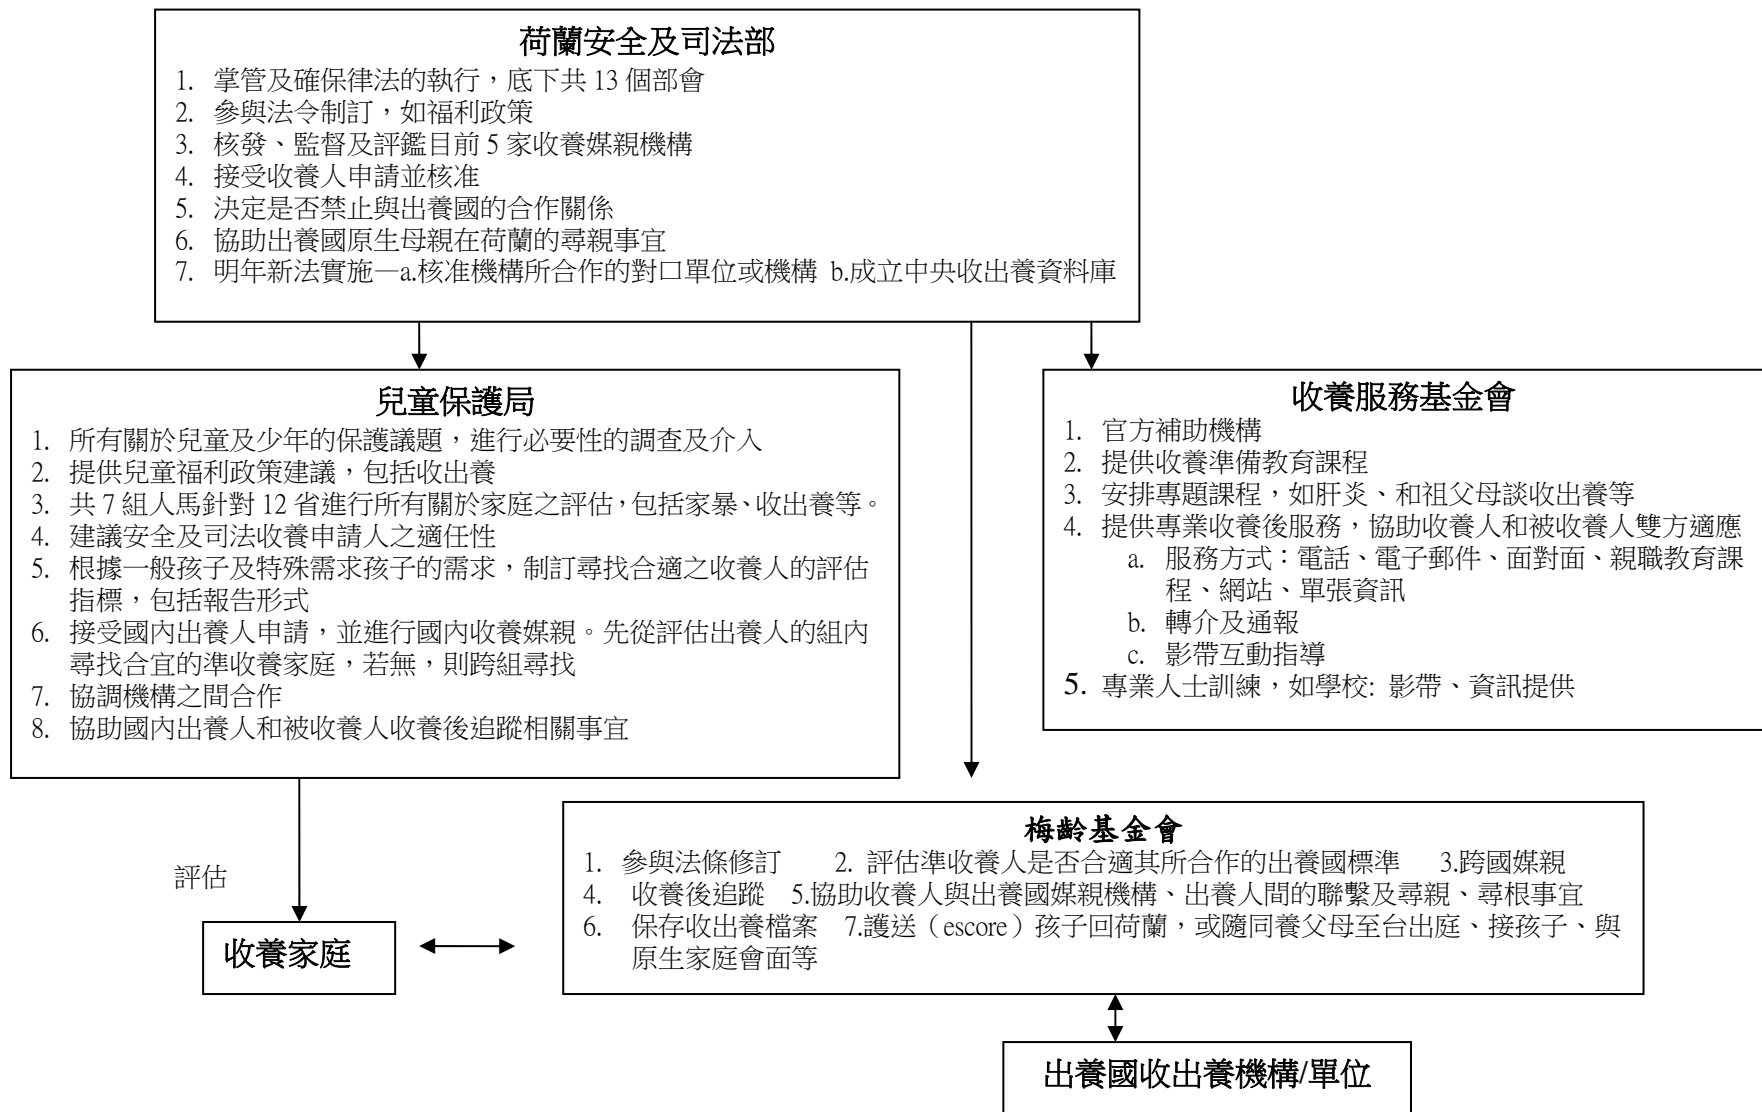 荷蘭安全及司法部
1. 掌管及確保律法的執行，底下共 13 個部會
2. 參與法令制訂，如福利政策
3. 核發、監督及評鑑目前 5 家收養媒親機構
4. 接受收養人申請並核准
5. 決定是否禁止與出養國的合作關係
6. 協助出養國原生母親在荷蘭的尋親事宜
7. 明年新法實施—a.核准機構所合作的對口單位或機構 b.成立中央收出養資料庫
兒童保護局
1. 所有關於兒童及少年的保護議題，進行必要性的調查及介入
2. 提供兒童福利政策建議，包括收出養
3. 共 7 組人馬針對 12 省進行所有關於家庭之評估，包括家暴、收出養等。
4. 建議安全及司法收養申請人之適任性
5. 根據一般孩子及特殊需求孩子的需求，制訂尋找合適之收養人的評估
指標，包括報告形式
6. 接受國內出養人申請，並進行國內收養媒親。先從評估出養人的組內
尋找合宜的準收養家庭，若無，則跨組尋找
7. 協調機構之間合作
8. 協助國內出養人和被收養人收養後追蹤相關事宜
收養服務基金會
1. 官方補助機構
2. 提供收養準備教育課程
3. 安排專題課程，如肝炎、和祖父母談收出養等
4. 提供專業收養後服務，協助收養人和被收養人雙方適應
a. 服務方式：電話、電子郵件、面對面、親職教育課
程、網站、單張資訊
b. 轉介及通報
c. 影帶互動指導
5. 專業人士訓練，如學校: 影帶、資訊提供
評估
收養家庭
梅齡基金會
1. 參與法條修訂 2. 評估準收養人是否合適其所合作的出養國標準 3.跨國媒親
4. 收養後追蹤 5.協助收養人與出養國媒親機構、出養人間的聯繫及尋親、尋根事宜
6. 保存收出養檔案 7.護送（escore）孩子回荷蘭，或隨同養父母至台出庭、接孩子、與
原生家庭會面等
出養國收出養機構/單位